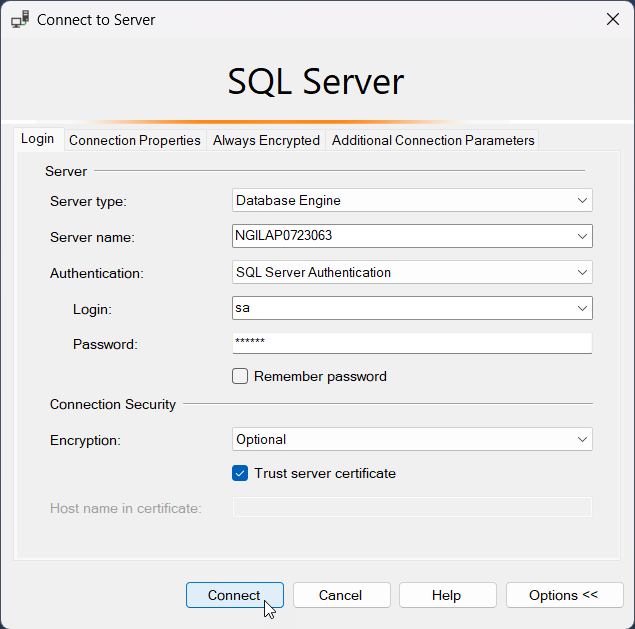 Connect to Server
SQL Server
Login Connection Properties Always Encrypted Additional Connection Parameters
Server
Server type: Database Engine
Server name: NGILAP0723063
Authentication: SQL Server Authentication
Login: sa
Password: ******
Remember password
Connection Security
Encryption: Optional
Trust server certificate
Host name in certificate:
Connect Cancel Help Options <<